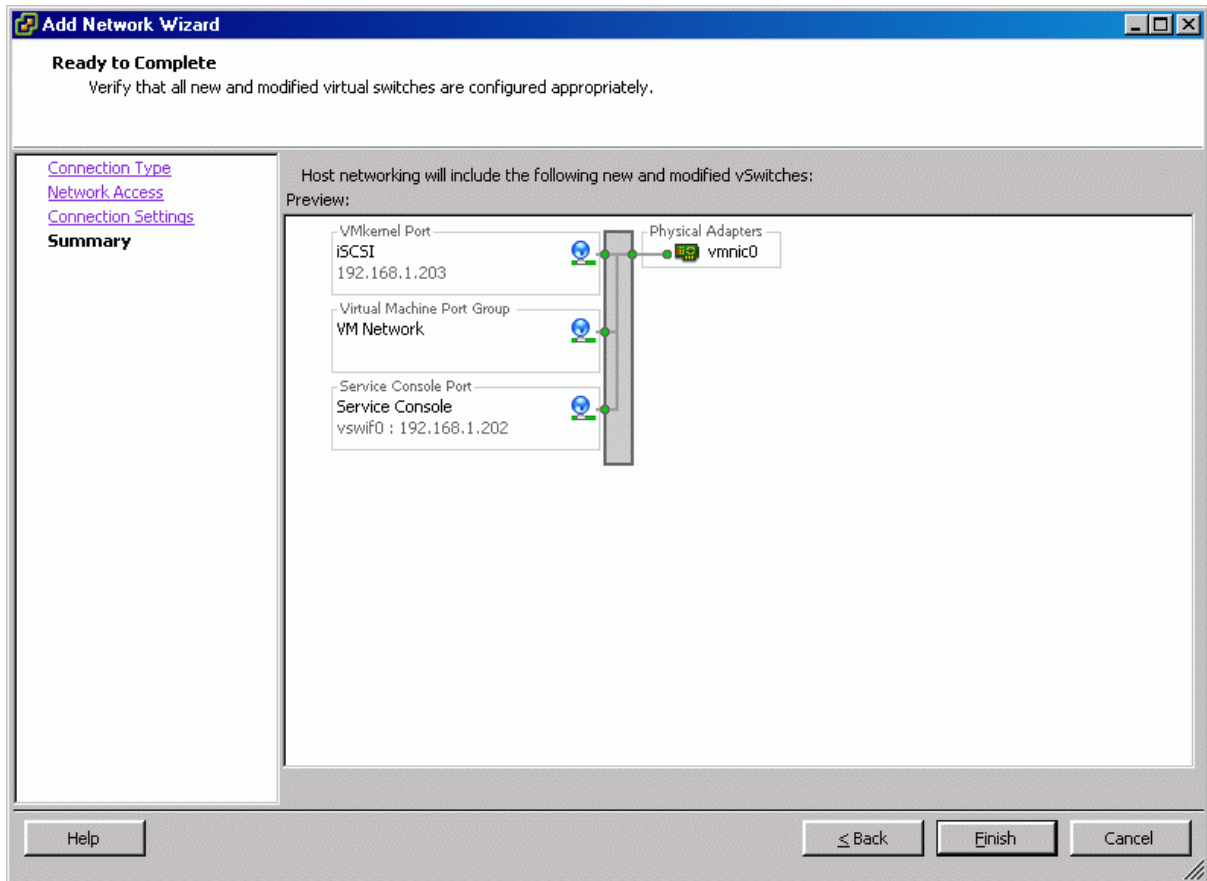 Add Network Wizard
Ready to Complete
Verify that all new and modified virtual switches are configured appropriately.
Connection Type
Network Access
Connection Settings
Summary
Host networking will include the following new and modified vSwitches:
Preview:
VMkernel Port
iSCSI
192.168.1.203
Physical Adapters
vmnic0
Virtual Machine Port Group
VM Network
Service Console Port
Service Console
vswif0 : 192.168.1.202
Help
≤ Back
Finish
Cancel